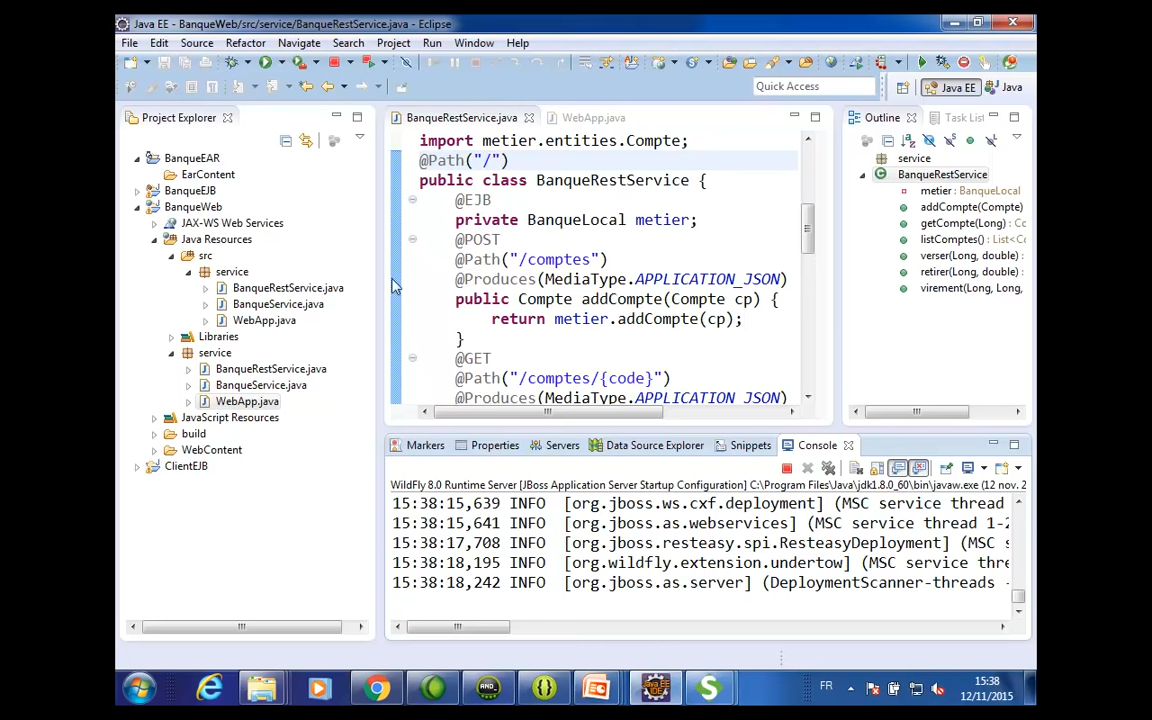 Java EE - BanqueWeb/src/service/BanqueRestService.java - Eclipse
File Edit Source Refactor Navigate Search Project Run Window Help
Quick Access
Java EE
Java
Project Explorer
BanqueEAR
EarContent
BanqueEJB
BanqueWeb
JAX-WS Web Services
Java Resources
src
service
BanqueRestService.java
BanqueService.java
WebApp.java
Libraries
service
BanqueRestService.java
BanqueService.java
WebApp.java
JavaScript Resources
build
WebContent
ClientEJB
BanqueRestService.java
WebApp.java
import metier.entities.Compte;
@Path("/")
public class BanqueRestService {
@EJB
private BanqueLocal metier;
@POST
@Path("/comptes")
@Produces(MediaType.APPLICATION_JSON)
public Compte addCompte(Compte cp) {
return metier.addCompte(cp);
}
@GET
@Path("/comptes/{code}")
@Produces(MediaType.APPLICATION JSON)
Outline
Task List
service
BanqueRestService
metier : BanqueLocal
addCompte(Compte)
getCompte(Long) : Co
listComptes() : List<C
verser(Long, double)
retirer(Long, double)
virement(Long, Long,
Markers
Properties
Servers
Data Source Explorer
Snippets
Console
WildFly 8.0 Runtime Server [JBoss Application Server Startup Configuration] C:\Program Files\Java\jdk1.8.0_60\bin\javaw.exe (12 nov. 2
15:38:15,639 INFO [org.jboss.ws.cxf.deployment] (MSC service thread
15:38:15,641 INFO [org.jboss.as.webservices] (MSC service thread 1-2
15:38:17,708 INFO [org.jboss.resteasy.spi.ResteasyDeployment] (MSC s
15:38:18,195 INFO [org.wildfly.extension.undertow] (MSC service thre
15:38:18,242 INFO [org.jboss.as.server] (DeploymentScanner-threads -
AND_
Java EE
IDE
FR
15:38
12/11/2015